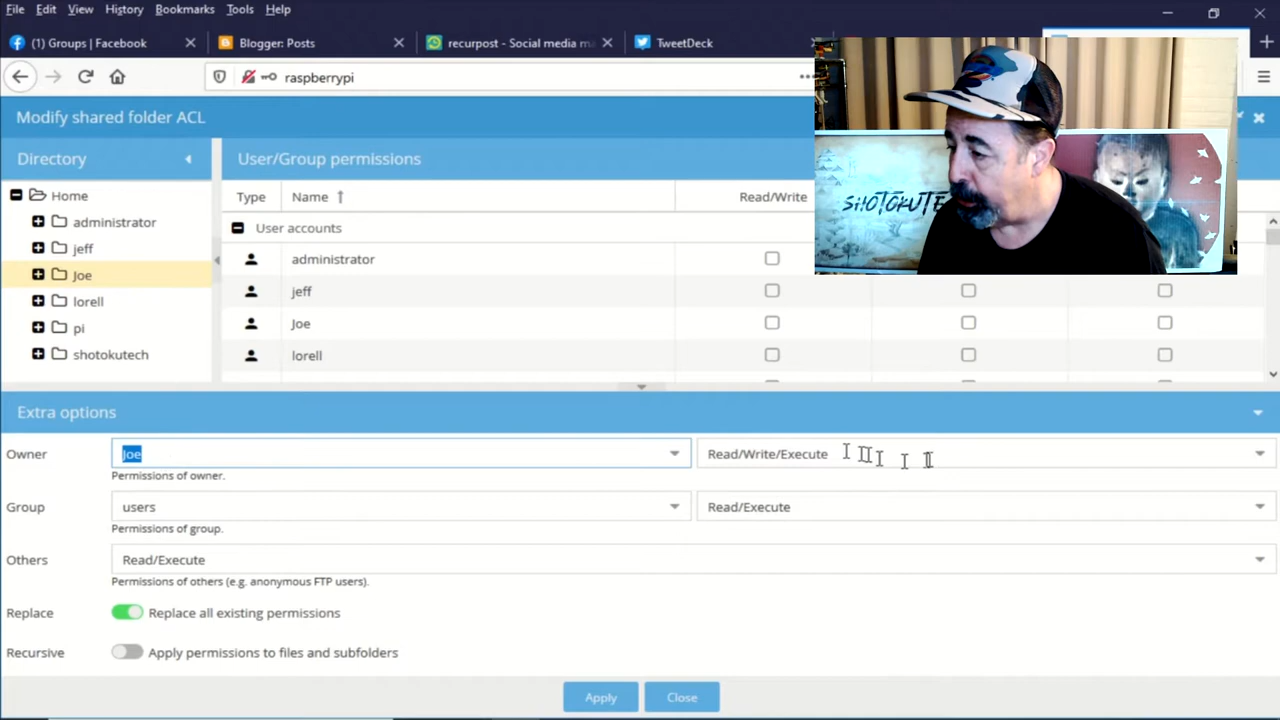 File Edit View History Bookmarks Tools Help
(1) Groups | Facebook
Blogger: Posts
recurpost - Social media m
TweetDeck
raspberrypi
Modify shared folder ACL
Directory
User/Group permissions
Type Name Read/Write
Home
administrator
jeff
Joe
lorell
pi
shotokutech
User accounts
administrator
jeff
Joe
lorell
SHŌTŌKUTE
Extra options
Owner Joe Read/Write/Execute
Permissions of owner.
Group users Read/Execute
Permissions of group.
Others Read/Execute
Permissions of others (e.g. anonymous FTP users).
Replace Replace all existing permissions
Recursive Apply permissions to files and subfolders
Apply Close